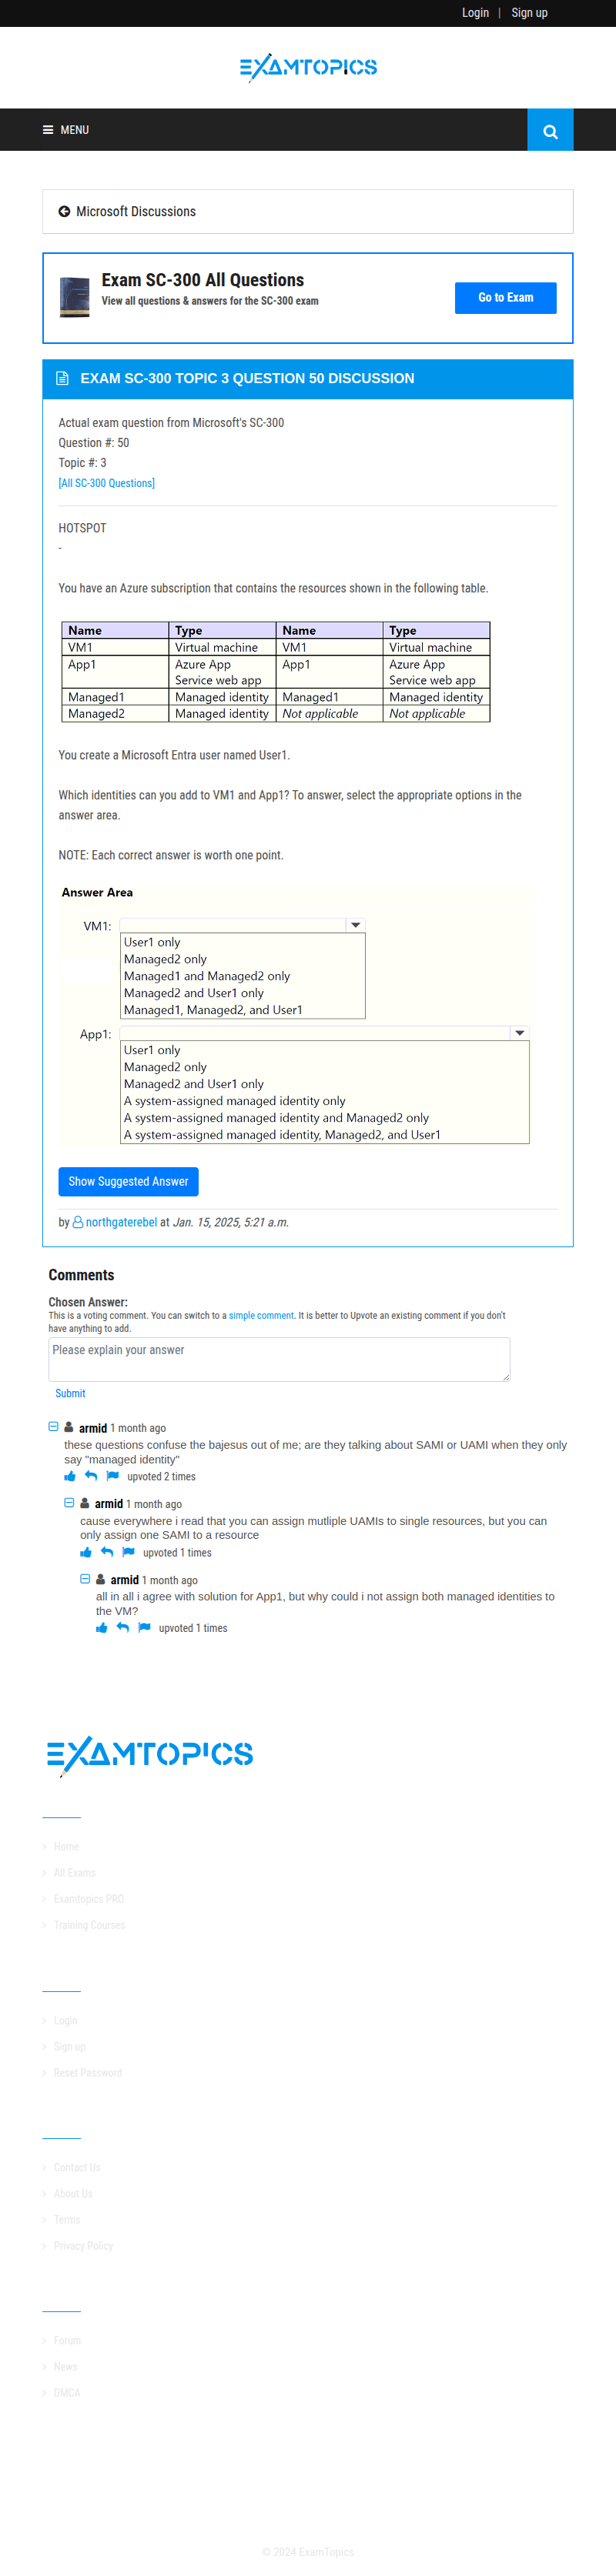 Login | Sign up
EXAMTOPICS
MENU
Microsoft Discussions
Exam SC-300 All Questions
View all questions & answers for the SC-300 exam
Go to Exam
EXAM SC-300 TOPIC 3 QUESTION 50 DISCUSSION
Actual exam question from Microsoft's SC-300
Question #: 50
Topic #: 3
[All SC-300 Questions]
HOTSPOT
-
You have an Azure subscription that contains the resources shown in the following table.
Name Type Name Type
VM1 Virtual machine VM1 Virtual machine
App1 Azure App App1 Azure App
Service web app Service web app
Managed1 Managed identity Managed1 Managed identity
Managed2 Managed identity Not applicable Not applicable
You create a Microsoft Entra user named User1.
Which identities can you add to VM1 and App1? To answer, select the appropriate options in the
answer area.
NOTE: Each correct answer is worth one point.
Answer Area
VM1:
User1 only
Managed2 only
Managed1 and Managed2 only
Managed2 and User1 only
Managed1, Managed2, and User1
App1:
User1 only
Managed2 only
Managed2 and User1 only
A system-assigned managed identity only
A system-assigned managed identity and Managed2 only
A system-assigned managed identity, Managed2, and User1
Show Suggested Answer
by northgaterebel at Jan. 15, 2025, 5:21 a.m.
Comments
Chosen Answer:
This is a voting comment. You can switch to a simple comment. It is better to Upvote an existing comment if you don't
have anything to add.
Please explain your answer
Submit
armid 1 month ago
these questions confuse the bajesus out of me; are they talking about SAMI or UAMI when they only
say "managed identity"
upvoted 2 times
armid 1 month ago
cause everywhere i read that you can assign mutliple UAMIs to single resources, but you can
only assign one SAMI to a resource
upvoted 1 times
armid 1 month ago
all in all i agree with solution for App1, but why could i not assign both managed identities to
the VM?
upvoted 1 times
EXAMTOPICS
Home
All Exams
Examtopics PRO
Training Courses
Login
Sign up
Reset Password
Contact Us
About Us
Terms
Privacy Policy
Forum
News
DMCA
© 2024 ExamTopics